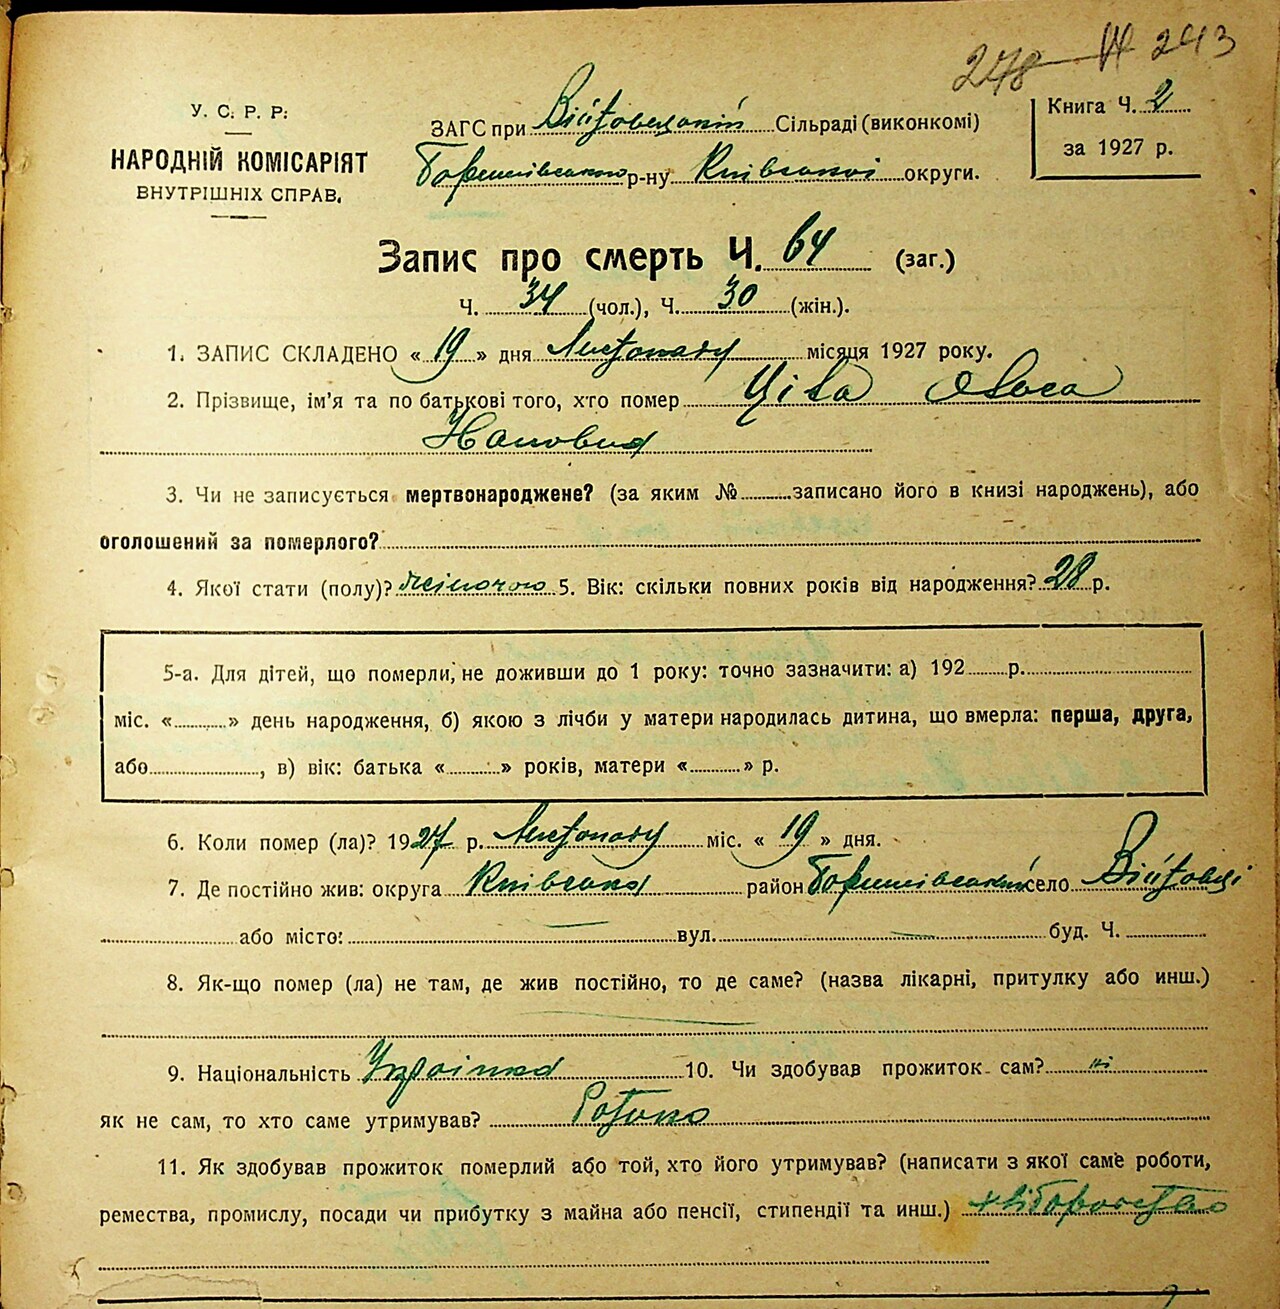 278 № 243
У. С. Р. Р.
НАРОДНІЙ КОМІСАРІЯТ
ВНУТРІШНІХ СПРАВ.
ЗАГС при Війтовецький Сільраді (виконкомі)
р-ну Київської округи.
Книга Ч. 2
за 1927 р.
Запис про смерть Ч. 64 (заг.)
Ч. 34 (чол.), Ч. 30 (жін.).
1. ЗАПИС СКЛАДЕНО «19» дня Листопаду місяця 1927 року.
2. Прізвище, ім'я та по батькові того, хто помер
3. Чи не записується мертвонароджене? (за яким № записано його в книзі народжень), або
оголошений за померлого?
4. Якої стати (полу)? жіночого 5. Вік: скільки повних років від народження? 28 р.
5-а. Для дітей, що померли, не доживши до 1 року: точно зазначити: а) 192 р.
міс. « » день народження, б) якою з лічби у матери народилась дитина, що вмерла: перша, друга,
або , в) вік: батька « » років, матери « » р.
6. Коли помер (ла)? 1927 р. Листопаду міс. «19» дня.
7. Де постійно жив: округа Київська район село Війтовці
або місто: вул. буд. Ч.
8. Як-що помер (ла) не там, де жив постійно, то де саме? (назва лікарні, притулку або инш.)
9. Національність Українка 10. Чи здобував прожиток сам? ні
як не сам, то хто саме утримував?
11. Як здобував прожиток померлий або той, хто його утримував? (написати з якої саме роботи,
ремества, промислу, посади чи прибутку з майна або пенсії, стипендії та инш.) хліборобство